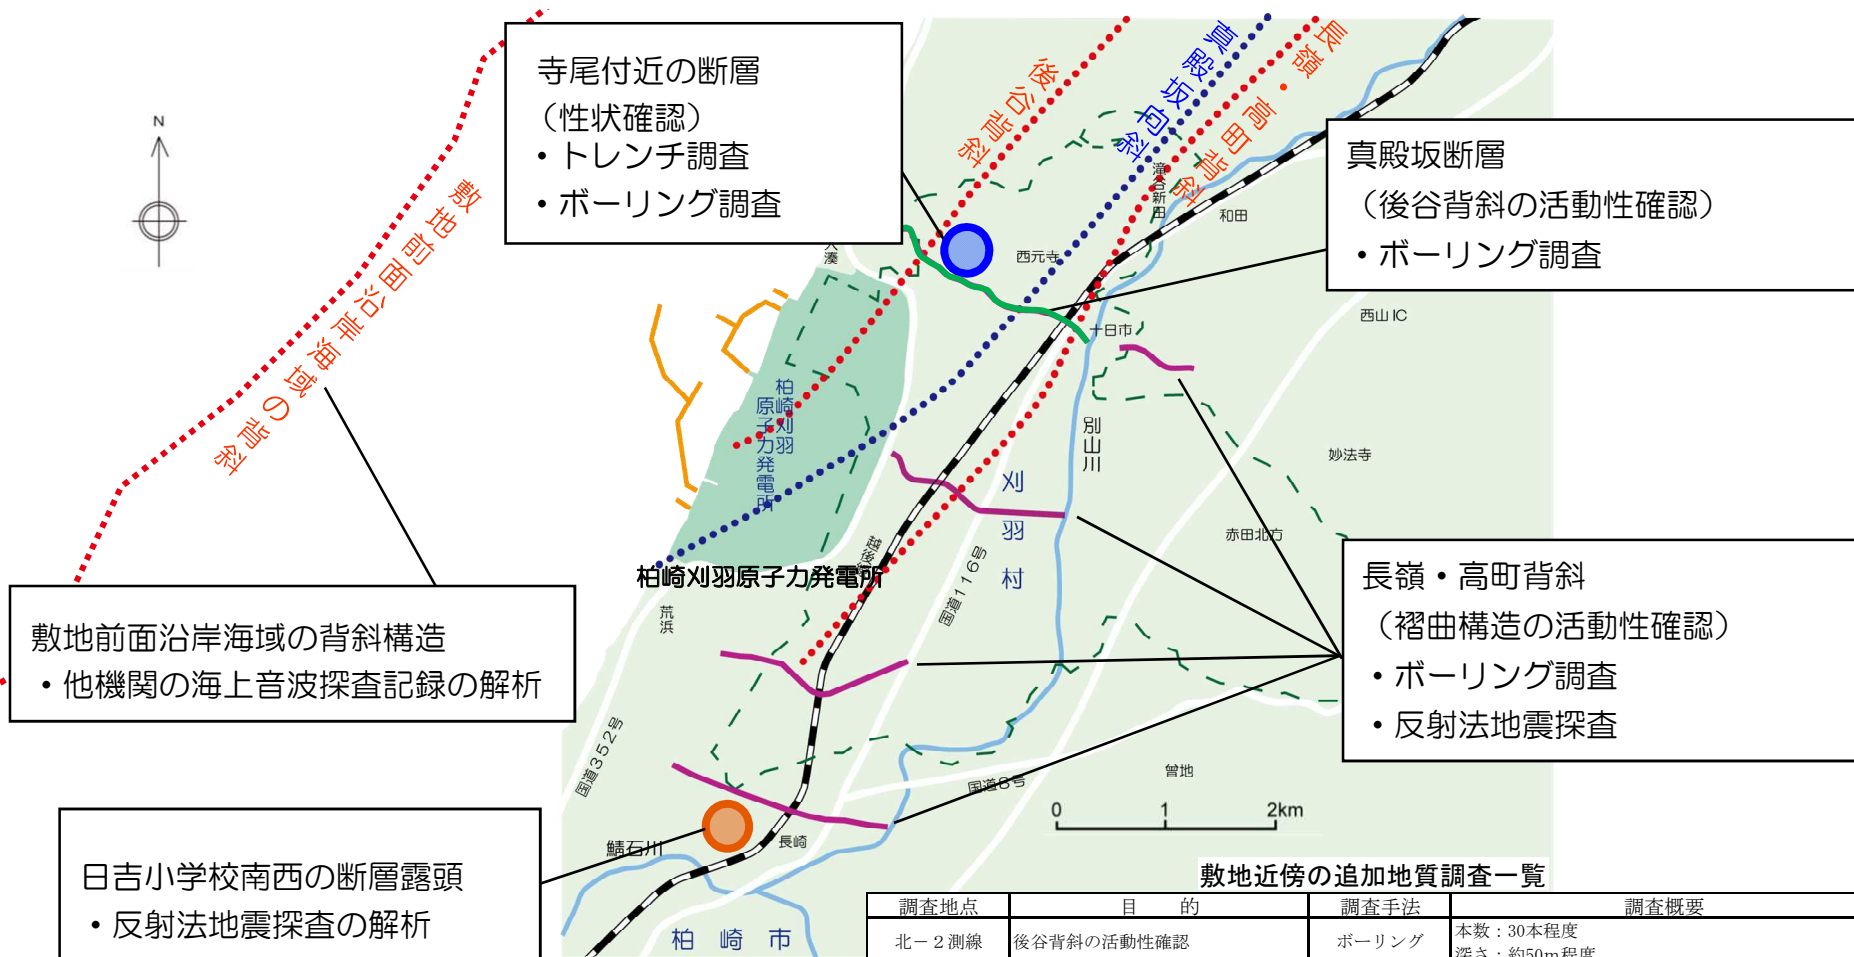 N
敷地前面沿岸海域の背斜
寺尾付近の断層
（性状確認）
・トレンチ調査
・ボーリング調査
後谷背斜
真殿坂向斜
長嶺・高町背斜
真殿坂断層
（後谷背斜の活動性確認）
・ボーリング調査
滝谷新田
和田
西元寺
西山IC
十日市
別山川
柏崎刈羽
原子力発電所
妙法寺
刈羽村
赤田北方
国道１１６号
柏崎刈羽原子力発電所
荒浜
長嶺・高町背斜
（褶曲構造の活動性確認）
・ボーリング調査
・反射法地震探査
敷地前面沿岸海域の背斜構造
・他機関の海上音波探査記録の解析
国道３５２号
国道８号
曽地
0 1 2km
長崎
鯖石川
日吉小学校南西の断層露頭
・反射法地震探査の解析
柏崎市
敷地近傍の追加地質調査一覧
調査地点 目的 調査手法 調査概要
北－２測線 後谷背斜の活動性確認 ボーリング 本数：30本程度
深さ：約50m程度